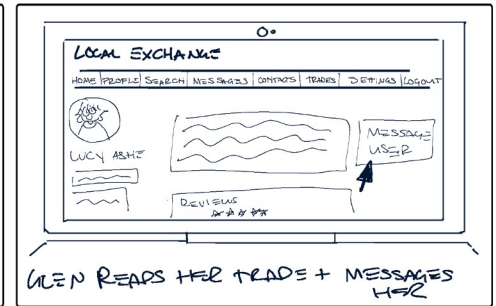 LOCAL EXCHANGE
HOME PROFILE SEARCH MESSAGES CONTACTS TRADES SETTINGS LOGOUT
MESSAGE
USER
LUCY ASHE
REVIEWS
GLEN READS HER TRADE + MESSAGES
HER